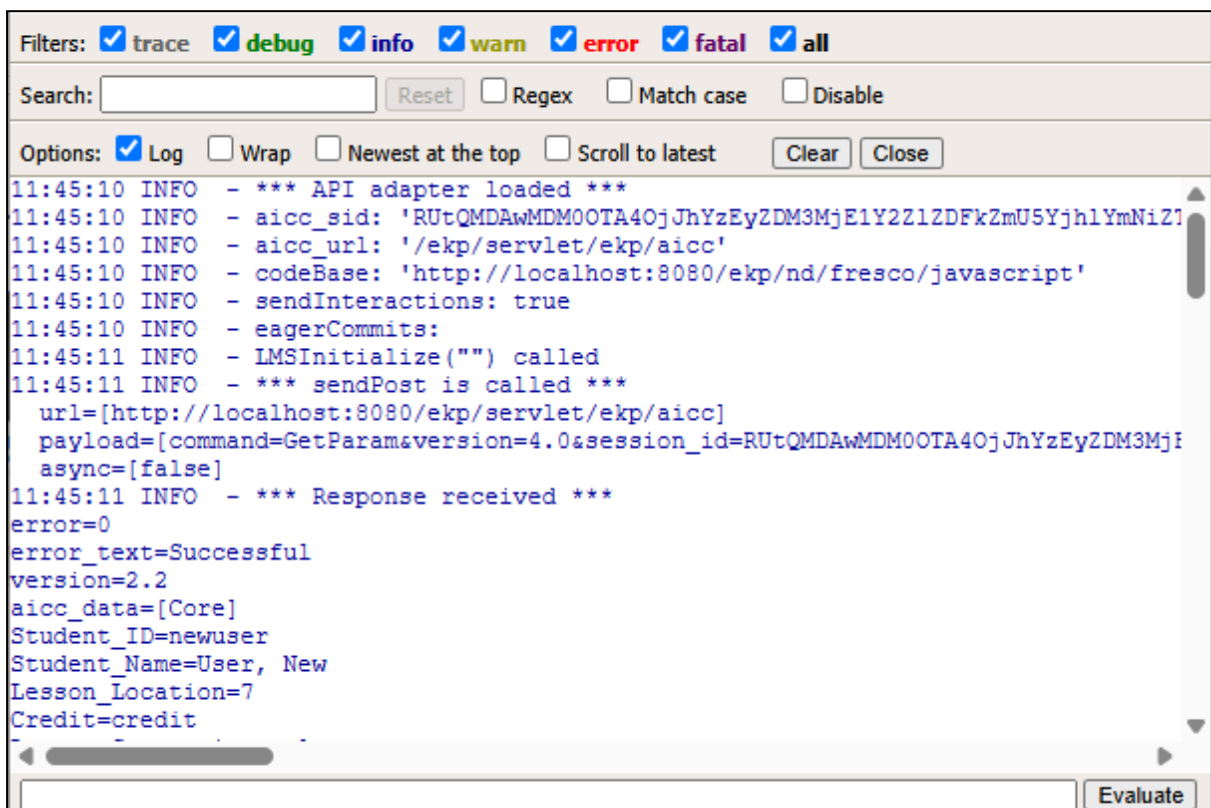 Filters: trace debug info warn error fatal all
Search: Reset Regex Match case Disable
Options: Log Wrap Newest at the top Scroll to latest Clear Close
11:45:10 INFO  - *** API adapter loaded ***
11:45:10 INFO  - aicc_sid:
11:45:10 INFO  - aicc_url: '/ekp/servlet/ekp/aicc'
11:45:10 INFO  - codeBase: 'http://localhost:8080/ekp/nd/fresco/javascript'
11:45:10 INFO  - sendInteractions: true
11:45:10 INFO  - eagerCommits:
11:45:11 INFO  - LMSInitialize("") called
11:45:11 INFO  - *** sendPost is called ***
  url=[http://localhost:8080/ekp/servlet/ekp/aicc]
  payload=[command=GetParam&version=4.0&session_id=
  async=[false]
11:45:11 INFO  - *** Response received ***
error=0
error_text=Successful
version=2.2
aicc_data=[Core]
Student_ID=newuser
Student_Name=User, New
Lesson_Location=7
Credit=credit
Evaluate